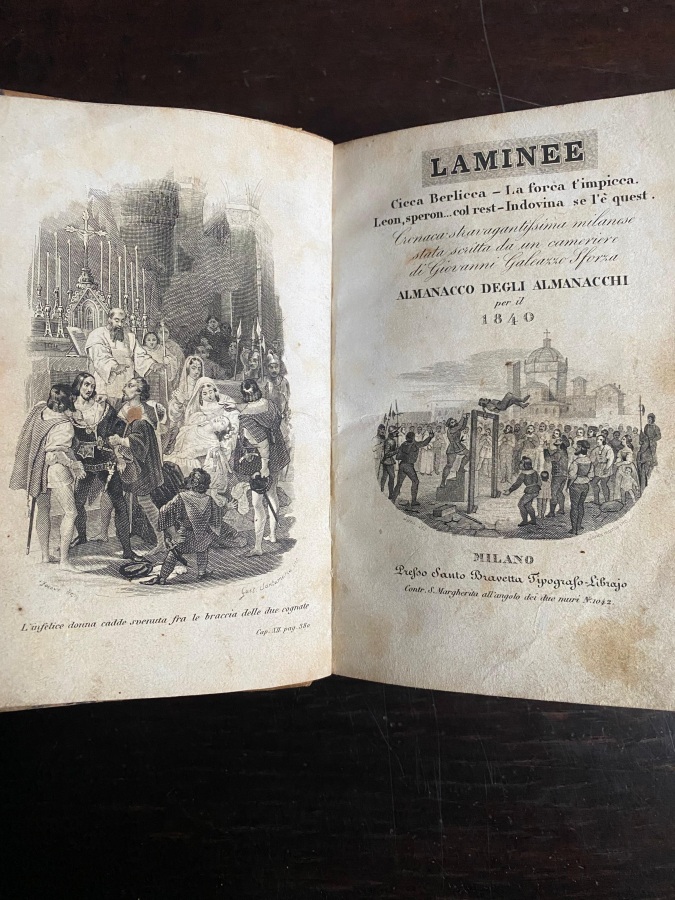 L'infelice donna cadde svenuta fra le braccia delle due cognate
Cap. XII pag. 380
LAMINEE
Cicca Berlicca – La forca t'impicca.
Leon, speron... col rest – Indovina se l'è quest.
Cronaca stravagantissima milanese
stata scritta da un cameriere
di Giovanni Galeazzo Sforza
ALMANACCO DEGLI ALMANACCHI
per il
1840
MILANO
Presso Santo Bravetta Tipografo-Librajo
Contr. S. Margherita all'angolo dei due muri N. 1042